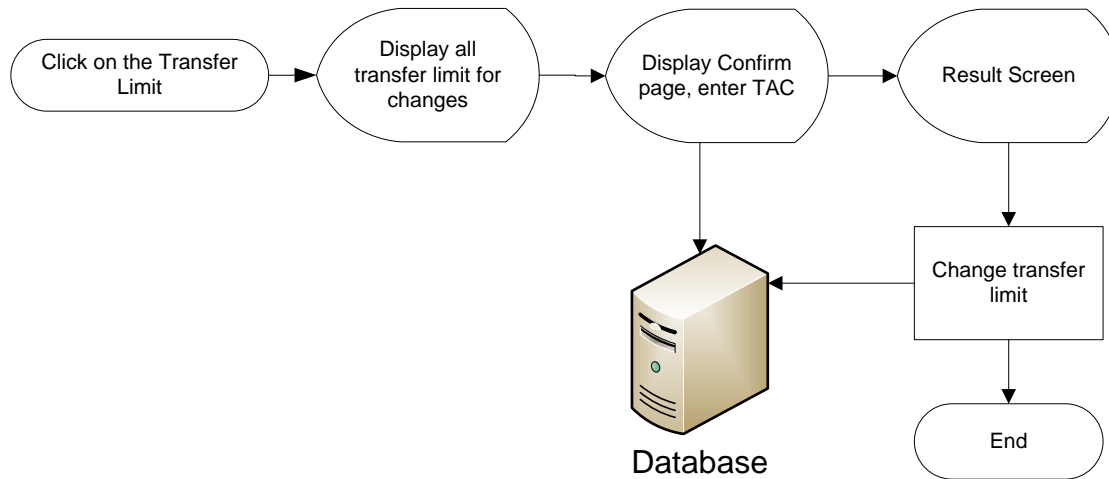 Click on the Transfer
Limit
Display all
transfer limit for
changes
Display Confirm
page, enter TAC
Result Screen
Change transfer
limit
Database
End